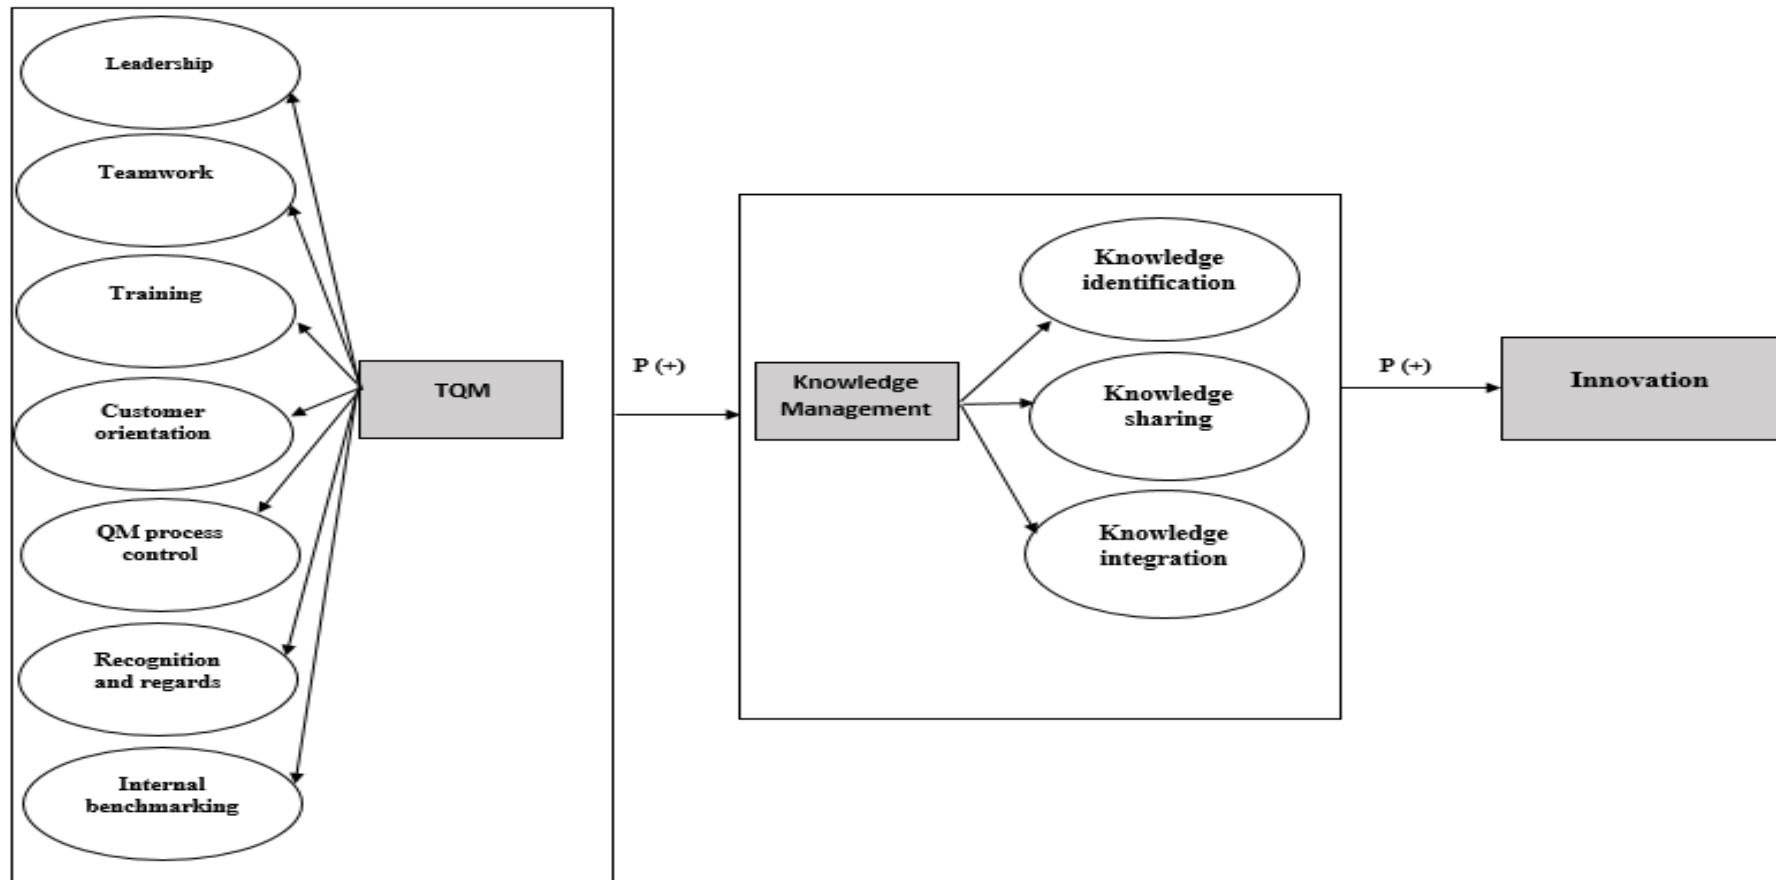 Leadership
Teamwork
Training
Customer
orientation
QM process
control
Recognition
and regards
Internal
benchmarking
TQM
P (+)
Knowledge
Management
Knowledge
identification
Knowledge
sharing
Knowledge
integration
P (+)
Innovation